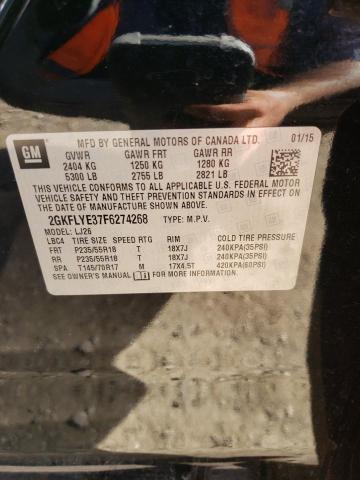 GM
MFD BY GENERAL MOTORS OF CANADA LTD. 01/15
GVWR GAWR FRT GAWR RR
2404 KG 1250 KG 1280 KG
5300 LB 2755 LB 2821 LB
THIS VEHICLE CONFORMS TO ALL APPLICABLE U.S. FEDERAL MOTOR
VEHICLE SAFETY, BUMPER, AND THEFT PREVENTION STANDARDS
IN EFFECT ON THE DATE OF MANUFACTURE SHOWN ABOVE.
2GKFLYE37F6274268 TYPE: M.P.V.
MODEL: LJ26
LBC4 TIRE SIZE SPEED RTG RIM COLD TIRE PRESSURE
FRT P235/55R18 T 18X7J 240KPA(35PSI)
RR P235/55R18 T 18X7J 240KPA(35PSI)
SPA T145/70R17 M 17X4.5T 420KPA(60PSI)
SEE OWNER'S MANUAL FOR MORE INFORMATION.